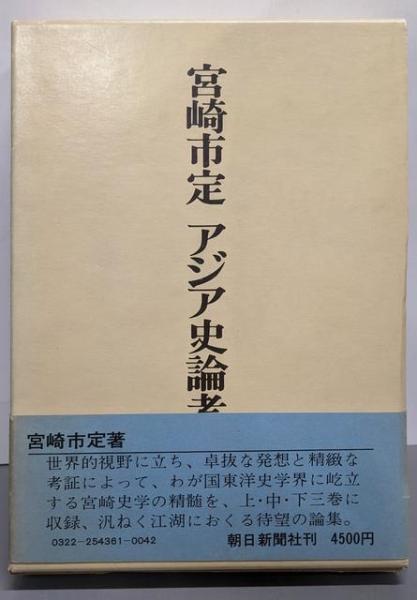 宮崎市定 アジア史論考
宮崎市定著
世界的視野に立ち、卓抜な発想と精緻な
考証によって、わが国東洋史学界に屹立
する宮崎史学の精髄を、上・中・下三巻に
収録、汎ねく江湖におくる待望の論集。
0322-254361-0042 朝日新聞社刊 4500円